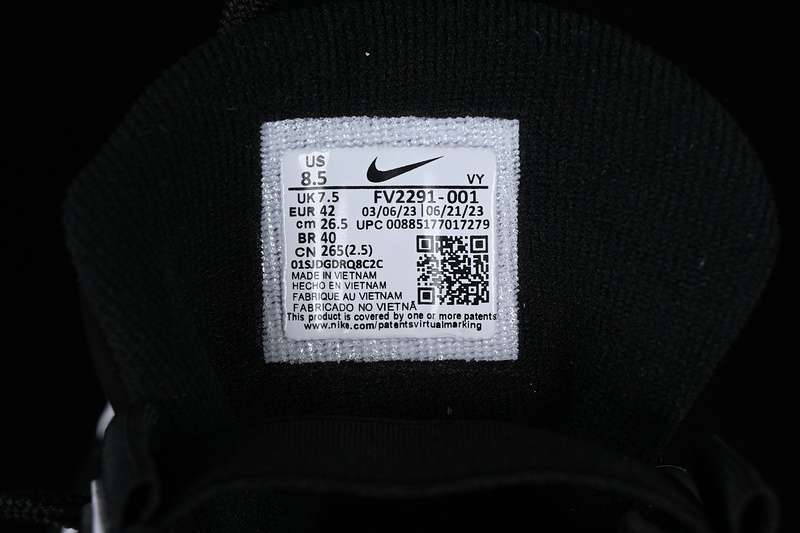 US
8.5
VY
UK 7.5
FV2291-001
EUR 42
03/06/23 | 06/21/23
cm 26.5
UPC 00885177017279
BR 40
CN 265(2.5)
01SJDGDRQ8C2C
MADE IN VIETNAM
HECHO EN VIETNAM
FABRIQUE AU VIETNAM
FABRICADO NO VIETNÃ
This product is covered by one or more patents
www.nike.com/patentsvirtualmarking